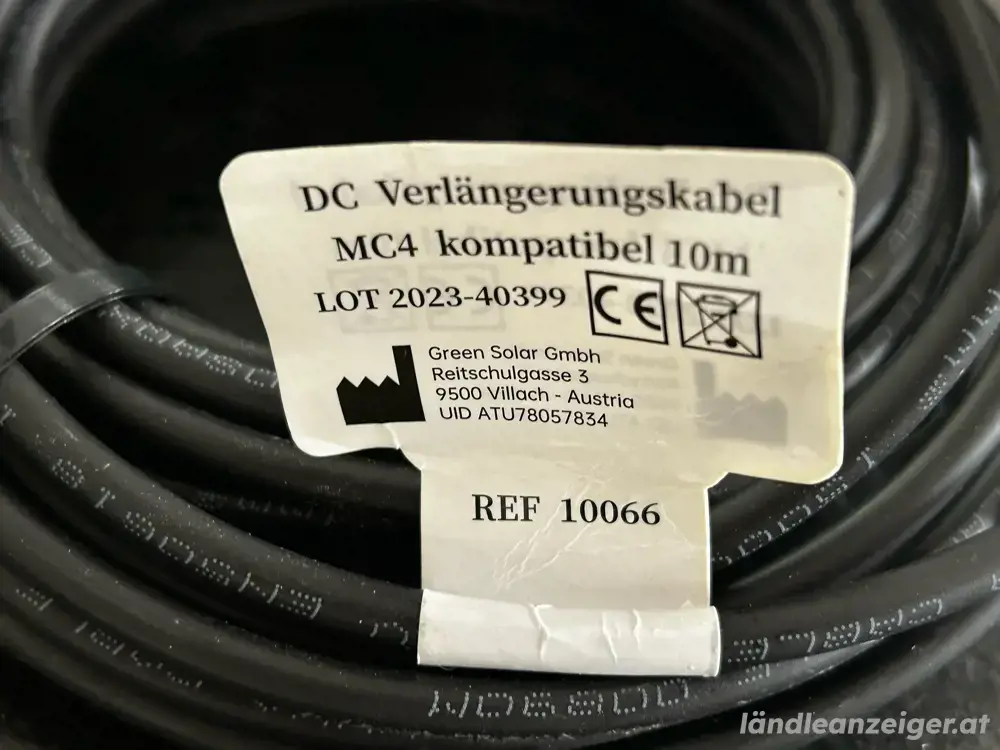 DC Verlängerungskabel
MC4 kompatibel 10m
LOT 2023-40399 CE
Green Solar Gmbh
Reitschulgasse 3
9500 Villach - Austria
UID ATU78057834
REF 10066
ländleanzeiger.at